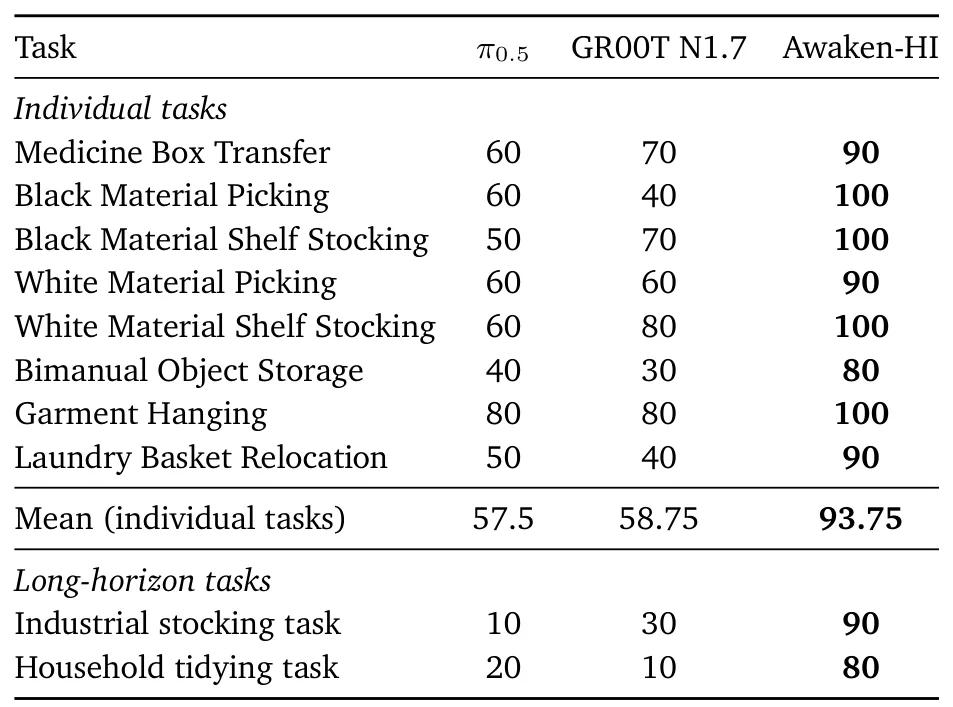 Task π0.5 GR00T N1.7 Awaken-HI
Individual tasks
Medicine Box Transfer 60 70 90
Black Material Picking 60 40 100
Black Material Shelf Stocking 50 70 100
White Material Picking 60 60 90
White Material Shelf Stocking 60 80 100
Bimanual Object Storage 40 30 80
Garment Hanging 80 80 100
Laundry Basket Relocation 50 40 90
Mean (individual tasks) 57.5 58.75 93.75
Long-horizon tasks
Industrial stocking task 10 30 90
Household tidying task 20 10 80